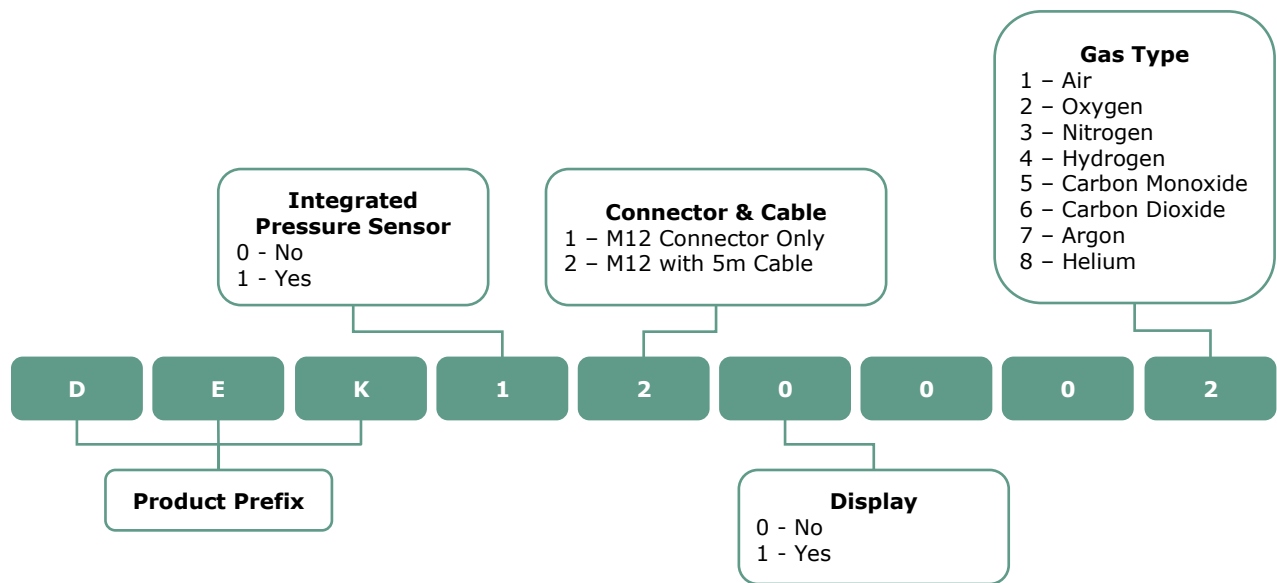 Gas Type
1 – Air
2 – Oxygen
3 – Nitrogen
4 – Hydrogen
5 – Carbon Monoxide
6 – Carbon Dioxide
7 – Argon
8 – Helium
Integrated
Pressure Sensor
0 - No
1 - Yes
Connector & Cable
1 – M12 Connector Only
2 – M12 with 5m Cable
D E K 1 2 0 0 0 2
Product Prefix
Display
0 - No
1 - Yes